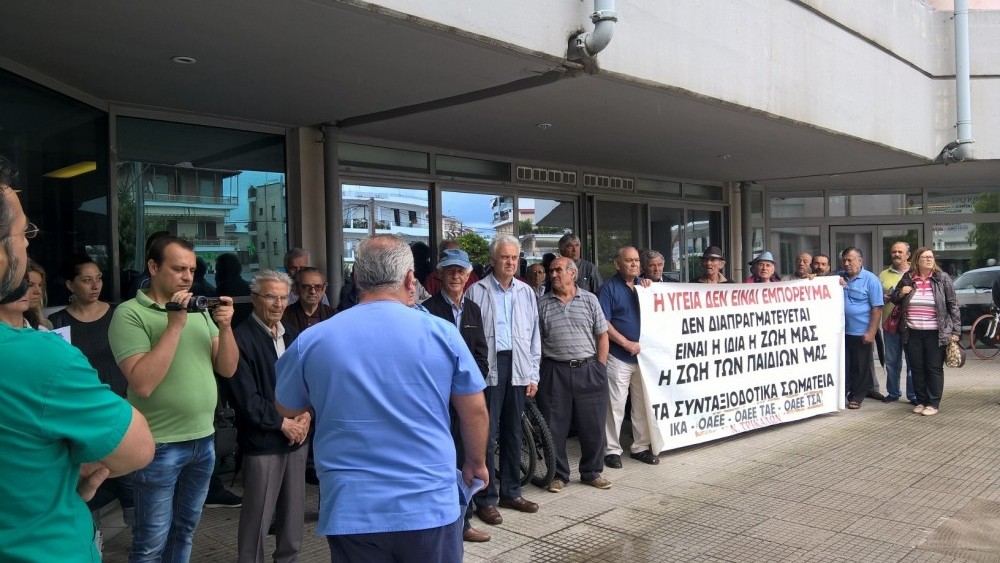 Η ΥΓΕΙΑ ΔΕΝ ΕΙΝΑΙ ΕΜΠΟΡΕΥΜΑ
ΔΕΝ ΔΙΑΠΡΑΓΜΑΤΕΥΕΤΑΙ
ΕΙΝΑΙ Η ΙΔΙΑ Η ΖΩΗ ΜΑΣ
Η ΖΩΗ ΤΩΝ ΠΑΙΔΙΩΝ ΜΑΣ
ΤΑ ΣΥΝΤΑΞΙΟΔΟΤΙΚΑ ΣΩΜΑΤΕΙΑ
ΙΚΑ - ΟΑΕΕ - ΟΑΕΕ ΤΑΕ - ΟΑΕΕ ΤΣΑ